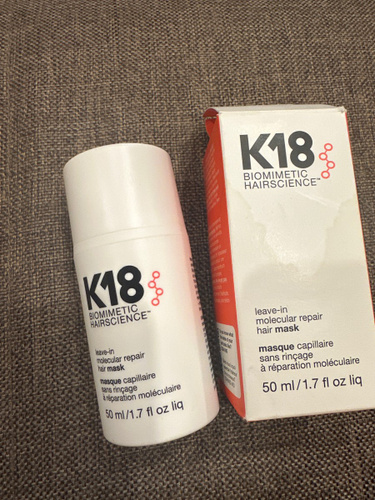 K18
BIOMIMETIC
HAIRSCIENCE™
leave-in
molecular repair
hair mask
masque capillaire
sans rinçage
à réparation moléculaire
50 ml/1.7 fl oz liq
K18
BIOMIMETIC
HAIRSCIENCE™
leave-in
molecular repair
hair mask
masque capillaire
sans rinçage
à réparation moléculaire
50 ml/1.7 fl oz liq